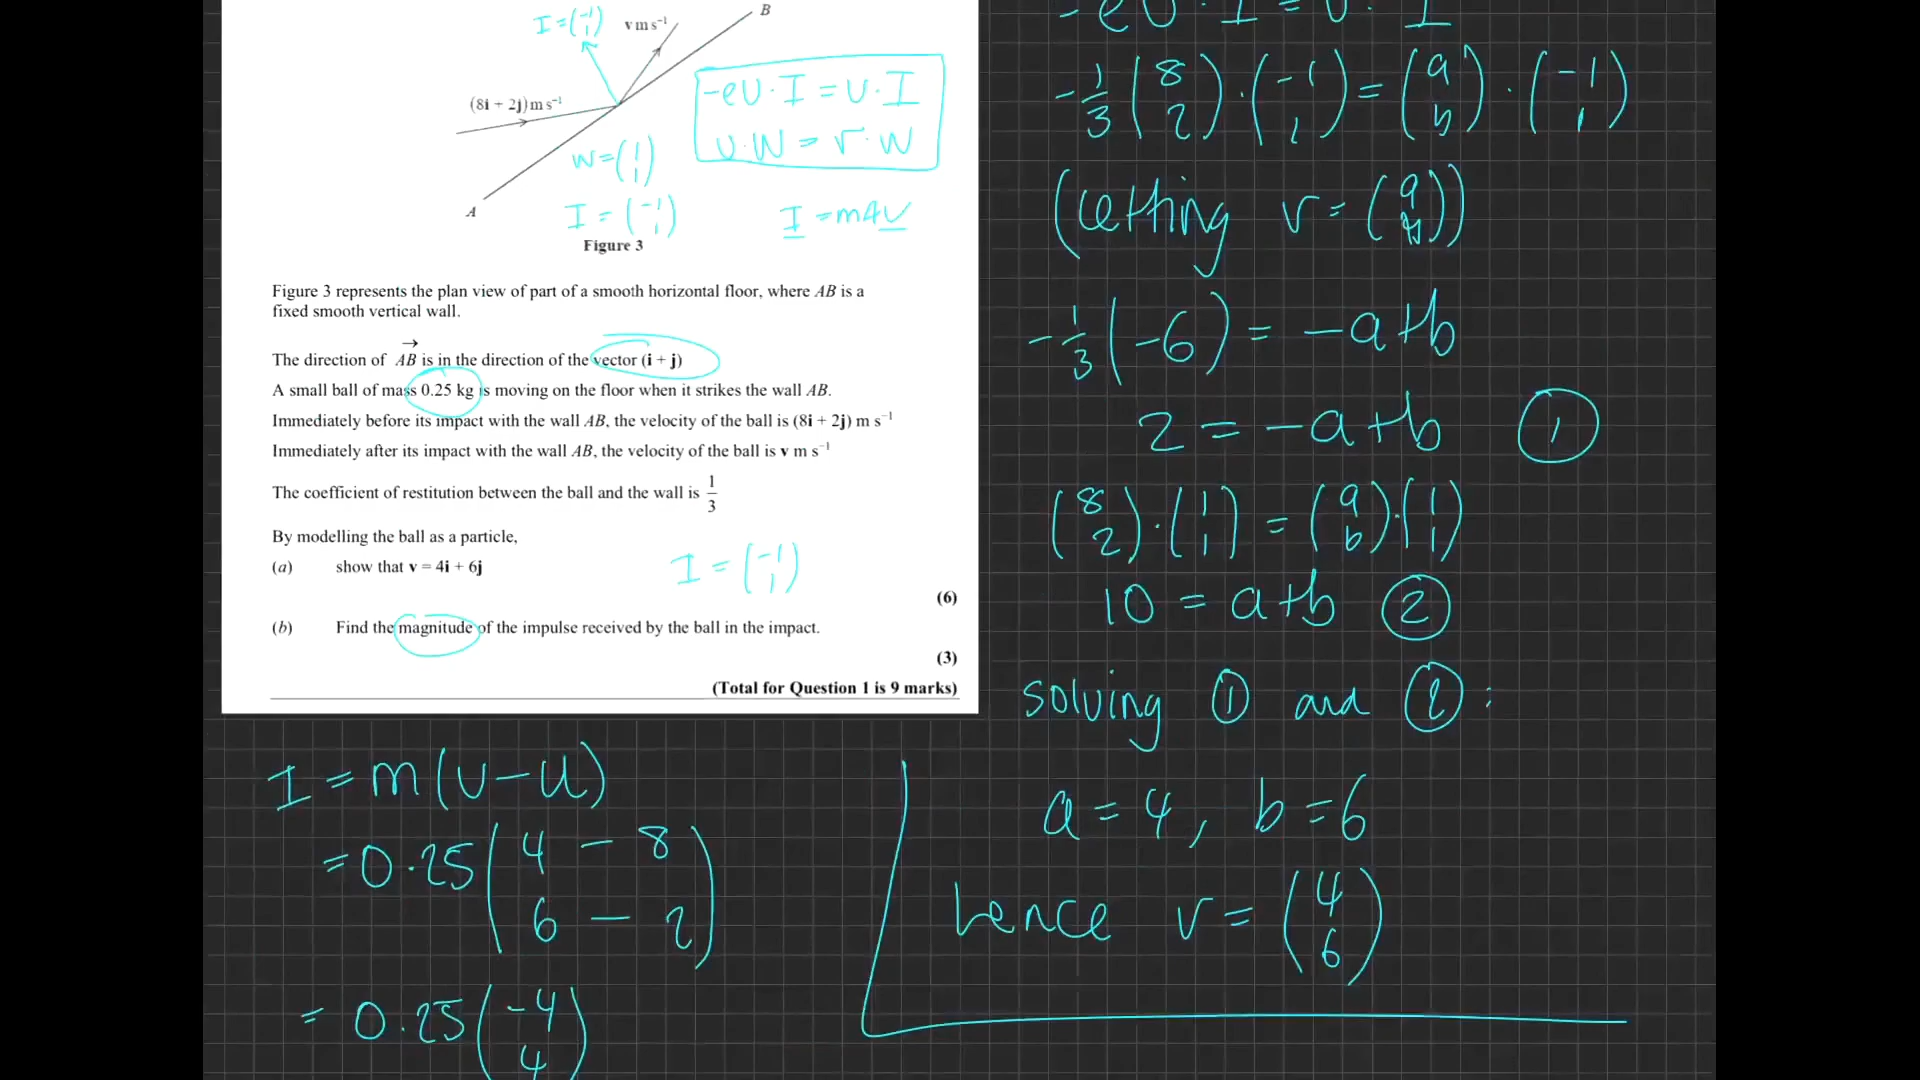 I = (-1 1)
v m s⁻¹
B
(8i + 2j) m s⁻¹
-eU·I = V·I
U·W = V·W
W = (1 1)
A
I = (-1 1)
I = mΔV
Figure 3
Figure 3 represents the plan view of part of a smooth horizontal floor, where AB is a
fixed smooth vertical wall.
The direction of AB→ is in the direction of the vector (i + j)
A small ball of mass 0.25 kg is moving on the floor when it strikes the wall AB.
Immediately before its impact with the wall AB, the velocity of the ball is (8i + 2j) m s⁻¹
Immediately after its impact with the wall AB, the velocity of the ball is v m s⁻¹
The coefficient of restitution between the ball and the wall is 1/3
By modelling the ball as a particle,
(a) show that v = 4i + 6j
I = (-1 1)
(6)
(b) Find the magnitude of the impulse received by the ball in the impact.
(3)
(Total for Question 1 is 9 marks)
I = m(V - U)
= 0.25 (4 - 8 6 - 2)
= 0.25 (-4 4)
-eU·I = V·I
-1/3 (8 2) · (-1 1) = (a b) · (-1 1)
(letting v = (a b))
-1/3 (-6) = -a+b
2 = -a+b ①
(8 2) · (1 1) = (a b) · (1 1)
10 = a+b ②
solving ① and ② :
a = 4, b = 6
hence v = (4 6)